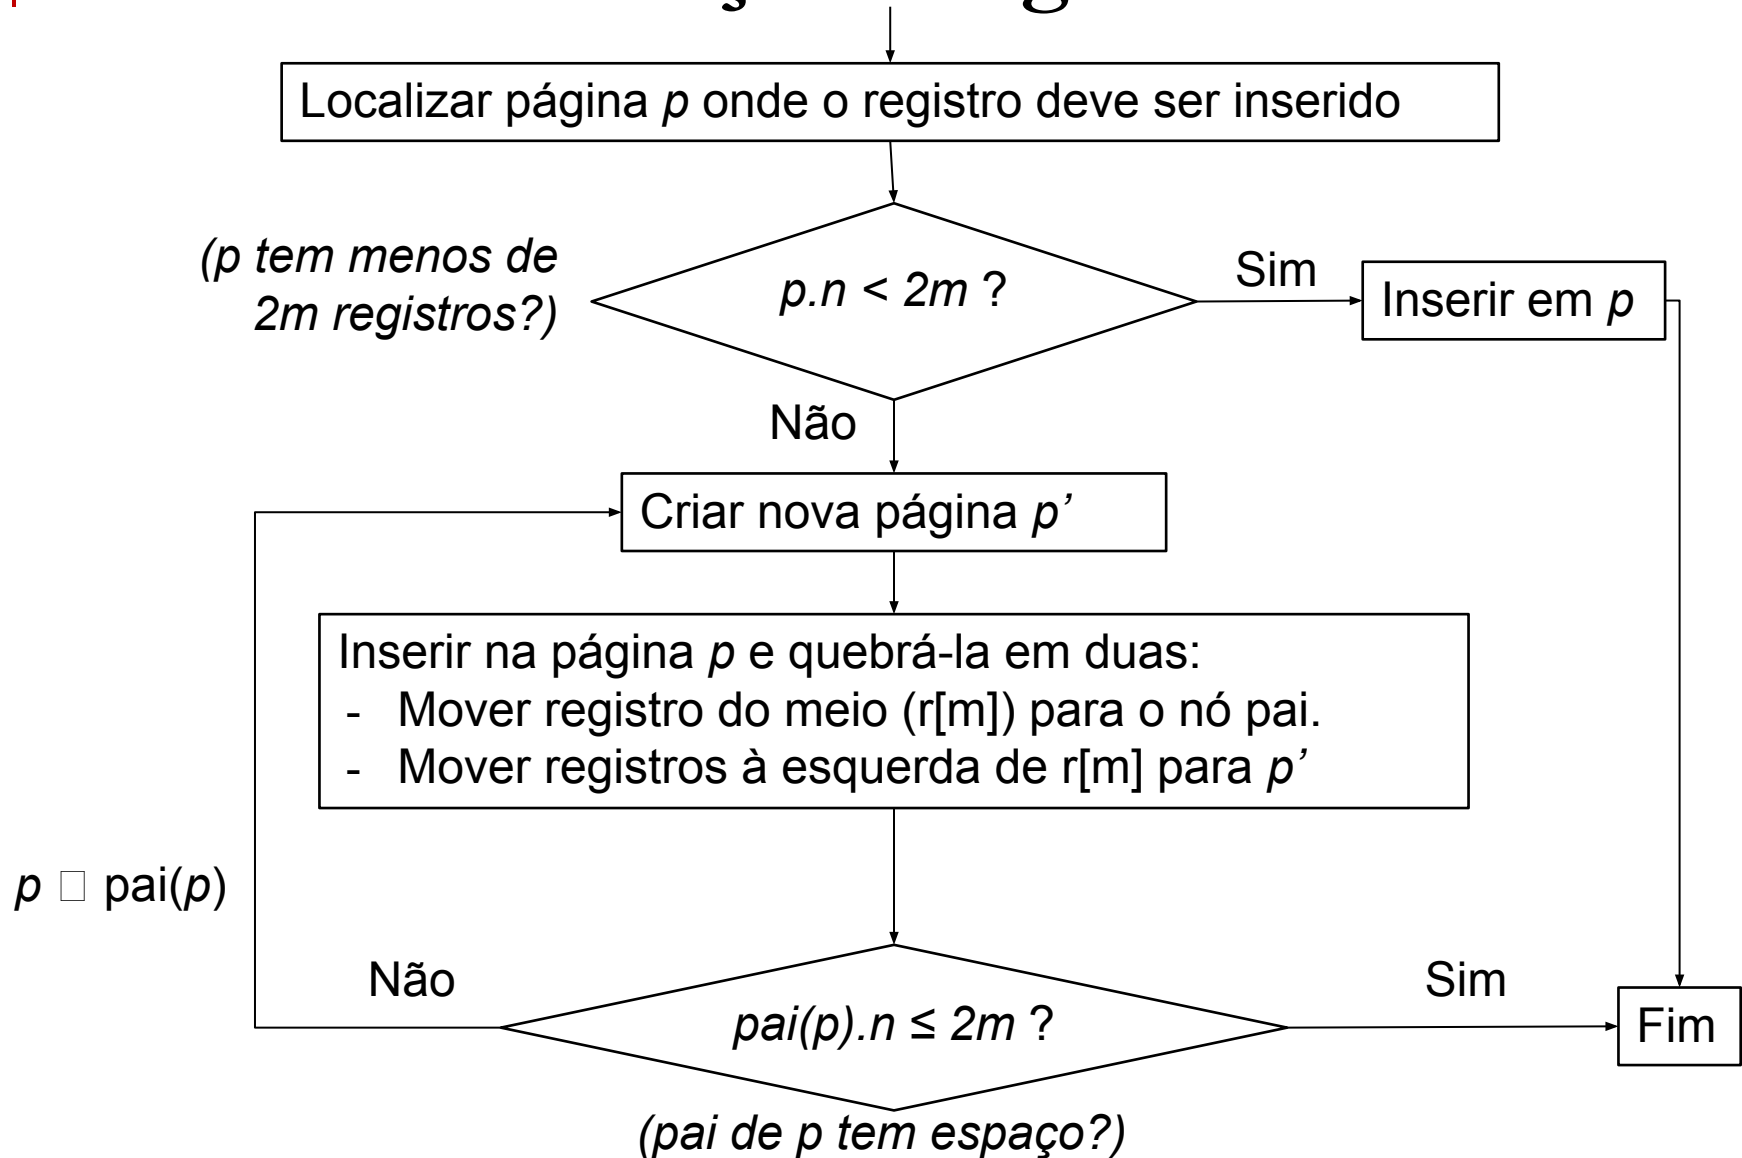 Localizar página p onde o registro deve ser inserido
(p tem menos de
2m registros?)
p.n < 2m ?
Sim
Inserir em p
Não
Criar nova página p’
Inserir na página p e quebrá-la em duas:
- Mover registro do meio (r[m]) para o nó pai.
- Mover registros à esquerda de r[m] para p’
p □ pai(p)
Não
pai(p).n ≤ 2m ?
Sim
Fim
(pai de p tem espaço?)